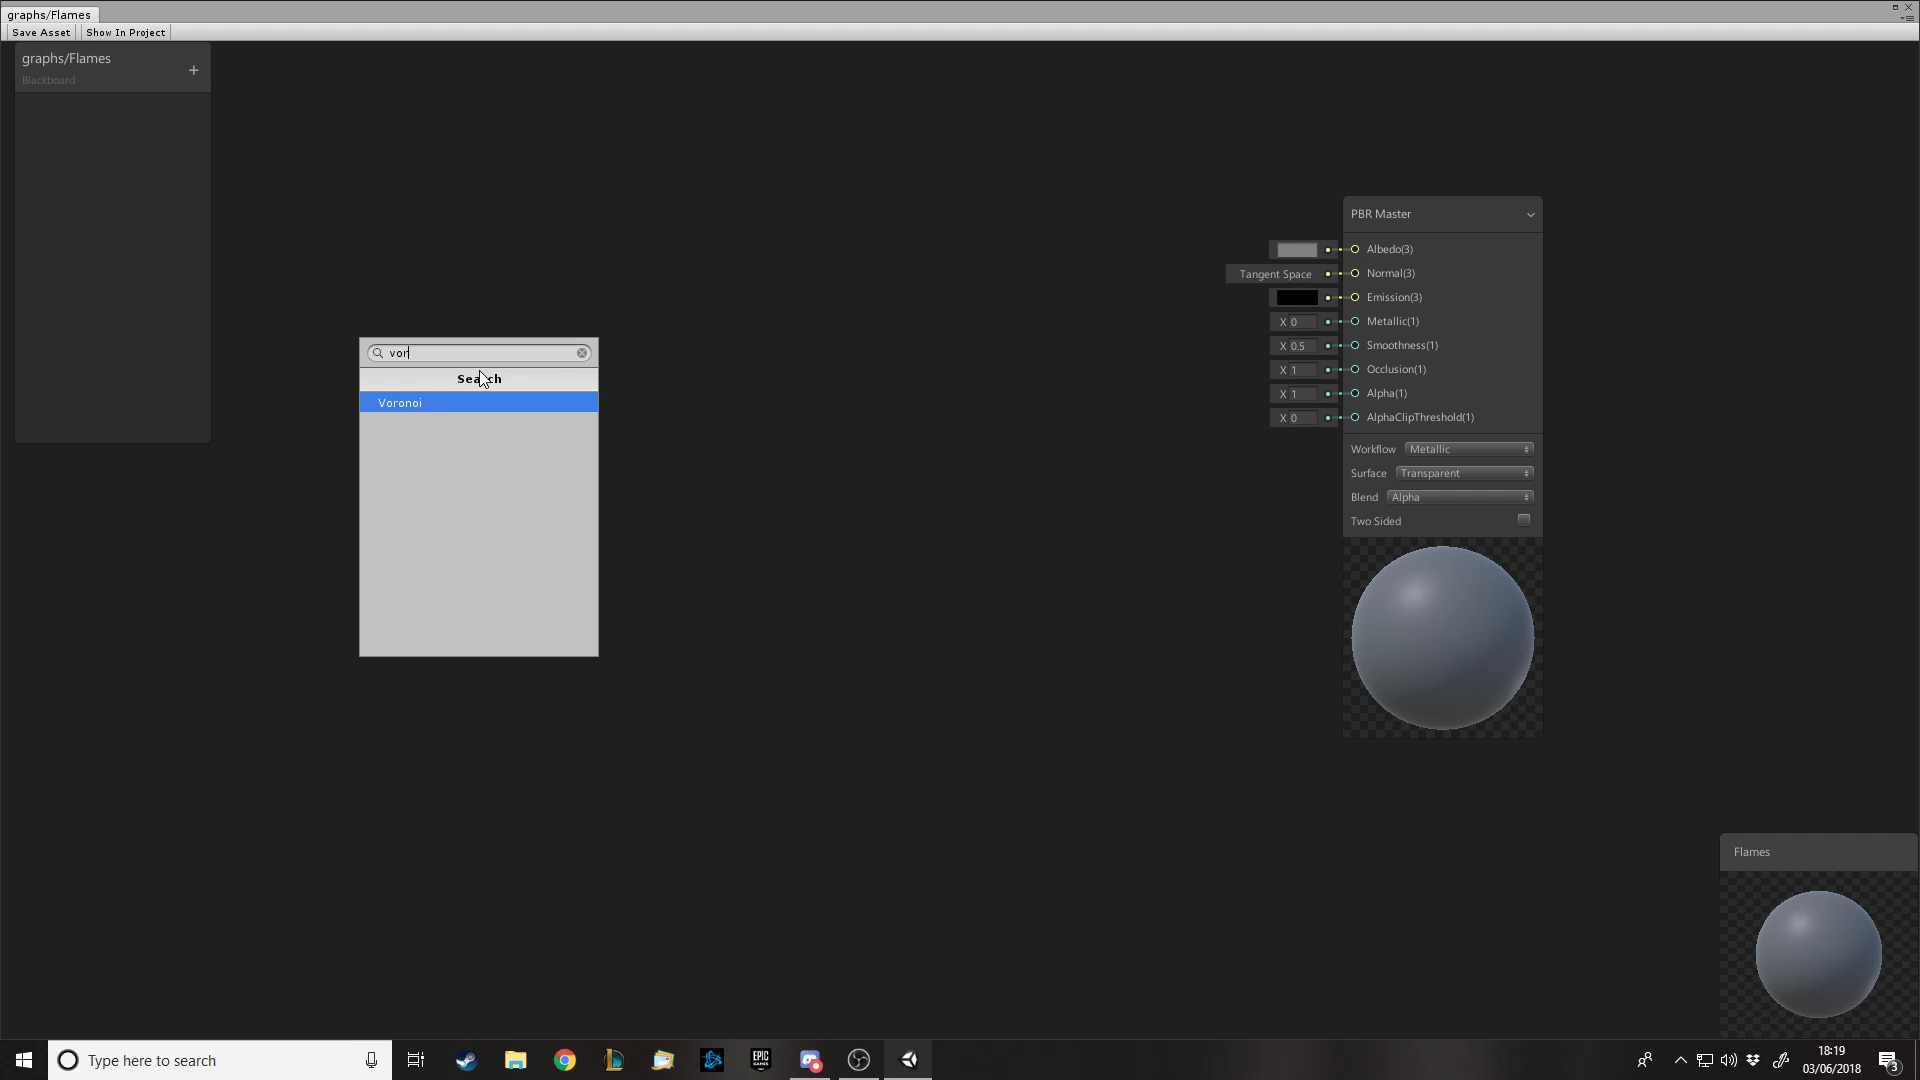 graphs/Flames
Save Asset
Show In Project
graphs/Flames
+
Blackboard
vor
Search
Voronoi
PBR Master
Albedo(3)
Tangent Space
Normal(3)
Emission(3)
X 0
Metallic(1)
X 0.5
Smoothness(1)
X 1
Occlusion(1)
X 1
Alpha(1)
X 0
AlphaClipThreshold(1)
Workflow
Metallic
Surface
Transparent
Blend
Alpha
Two Sided
Flames
Type here to search
EPIC
GAMES
18:19
03/06/2018
3